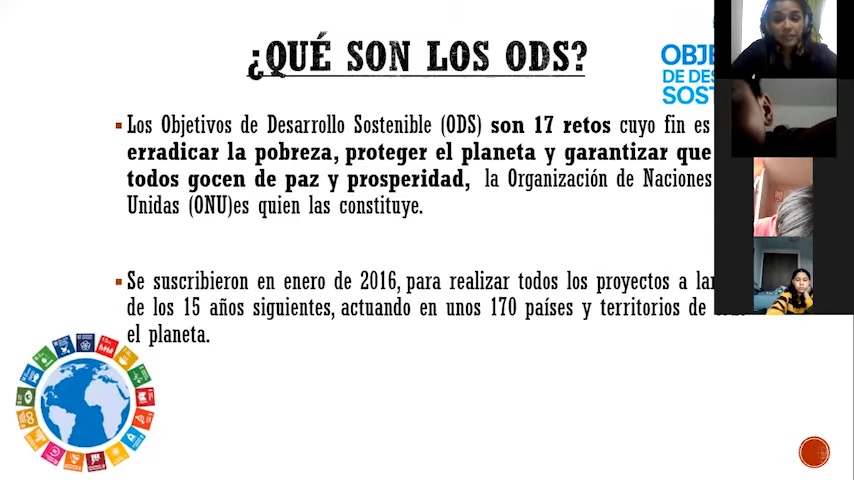 ¿QUÉ SON LOS ODS?
OBJE
DE DES
SOST
Los Objetivos de Desarrollo Sostenible (ODS) son 17 retos cuyo fin es
erradicar la pobreza, proteger el planeta y garantizar que
todos gocen de paz y prosperidad, la Organización de Naciones
Unidas (ONU)es quien las constituye.
Se suscribieron en enero de 2016, para realizar todos los proyectos a lar
de los 15 años siguientes, actuando en unos 170 países y territorios de
el planeta.